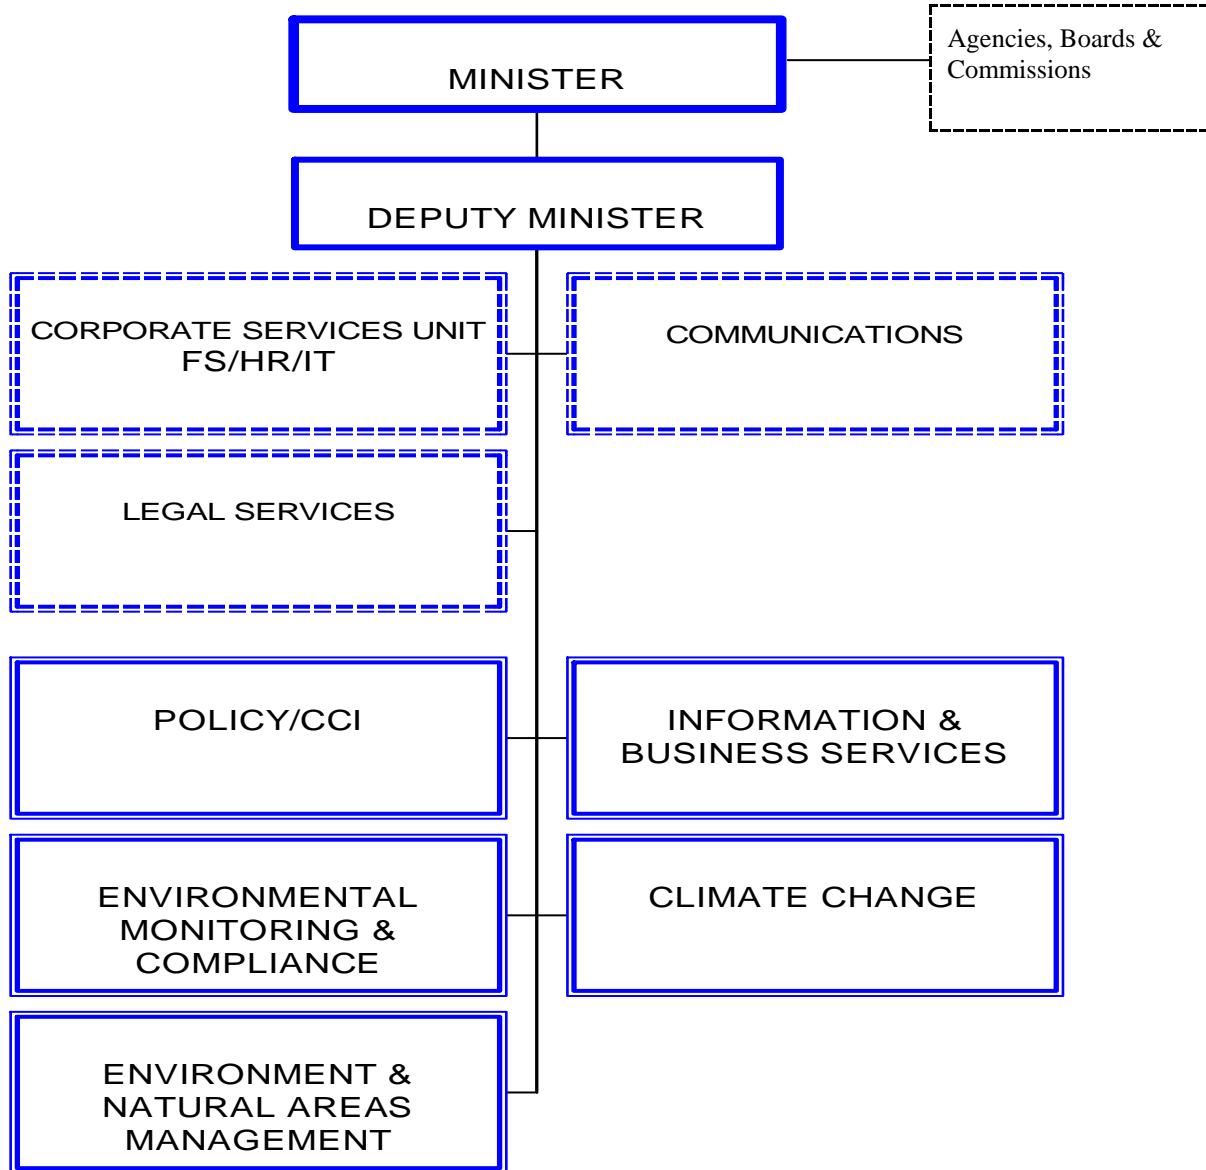 Agencies, Boards &
Commissions
MINISTER
DEPUTY MINISTER
CORPORATE SERVICES UNIT
FS/HR/IT
COMMUNICATIONS
LEGAL SERVICES
POLICY/CCI
INFORMATION &
BUSINESS SERVICES
ENVIRONMENTAL
MONITORING &
COMPLIANCE
CLIMATE CHANGE
ENVIRONMENT &
NATURAL AREAS
MANAGEMENT